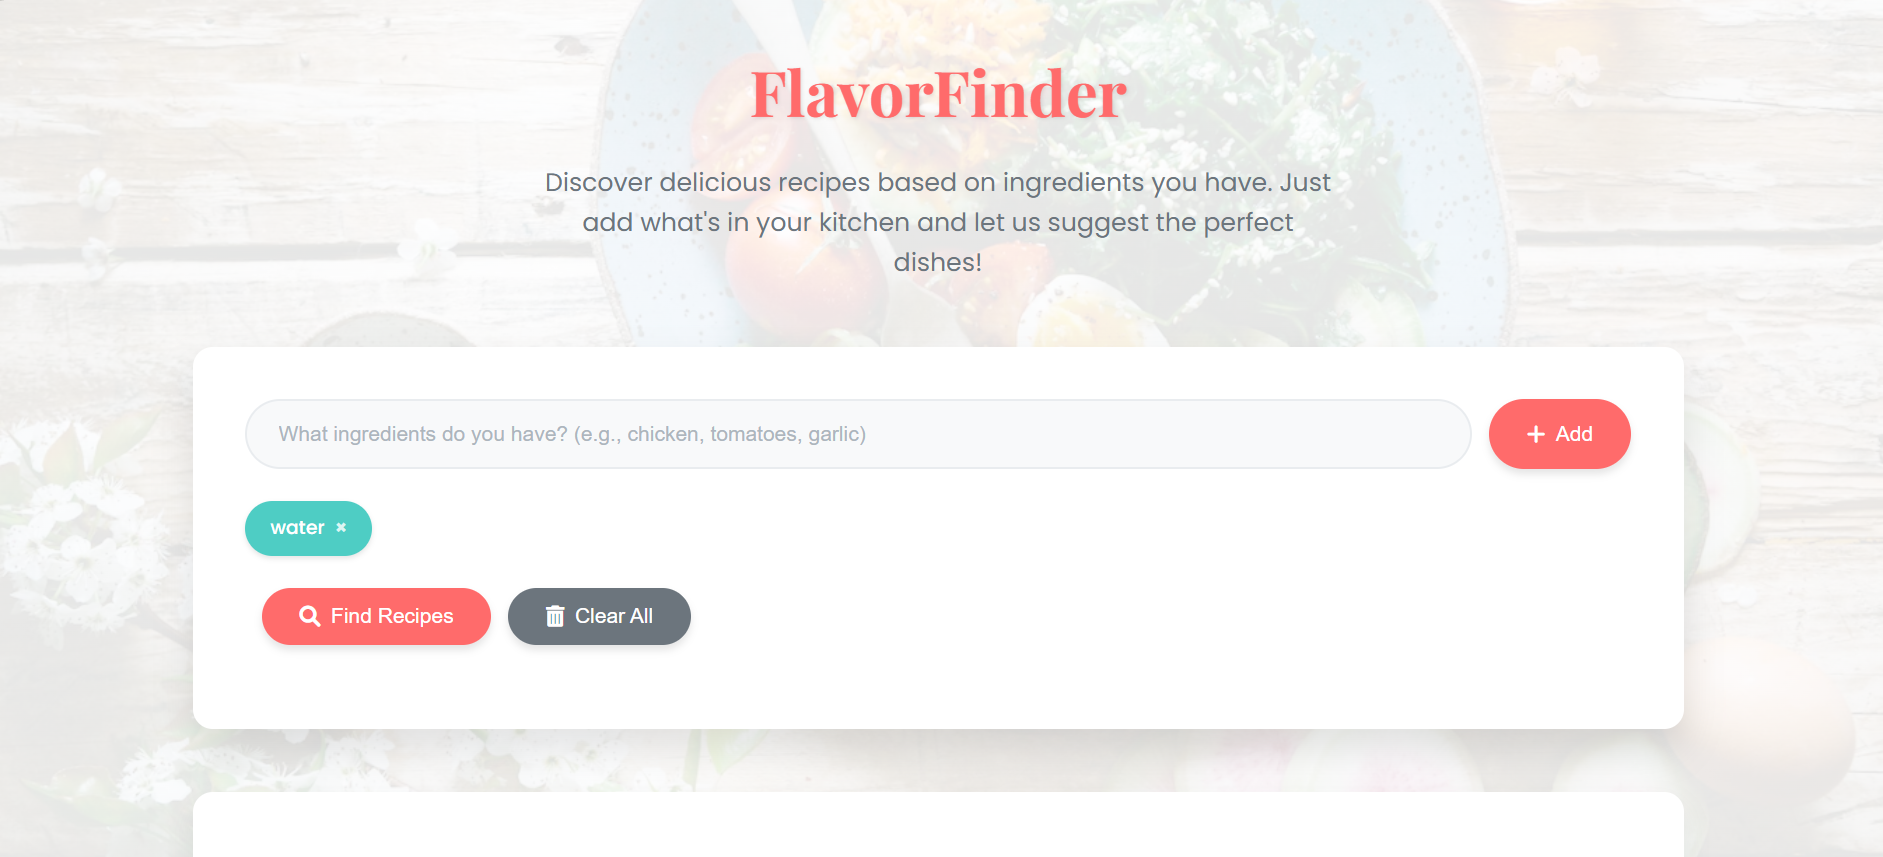 FlavorFinder
Discover delicious recipes based on ingredients you have. Just
add what's in your kitchen and let us suggest the perfect
dishes!
What ingredients do you have? (e.g., chicken, tomatoes, garlic)
+ Add
water ×
Find Recipes
Clear All